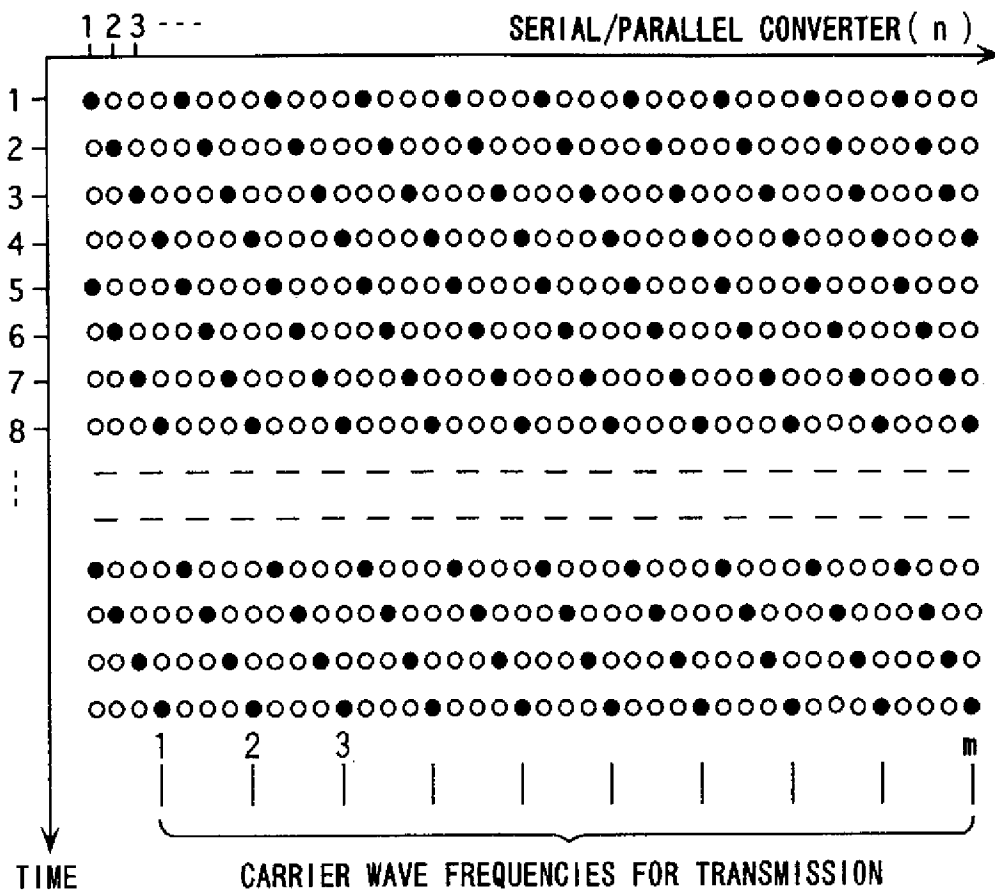 1 2 3 --- SERIAL/PARALLEL CONVERTER( n )
1
2
3
4
5
6
7
8
1 2 3 m
TIME CARRIER WAVE FREQUENCIES FOR TRANSMISSION